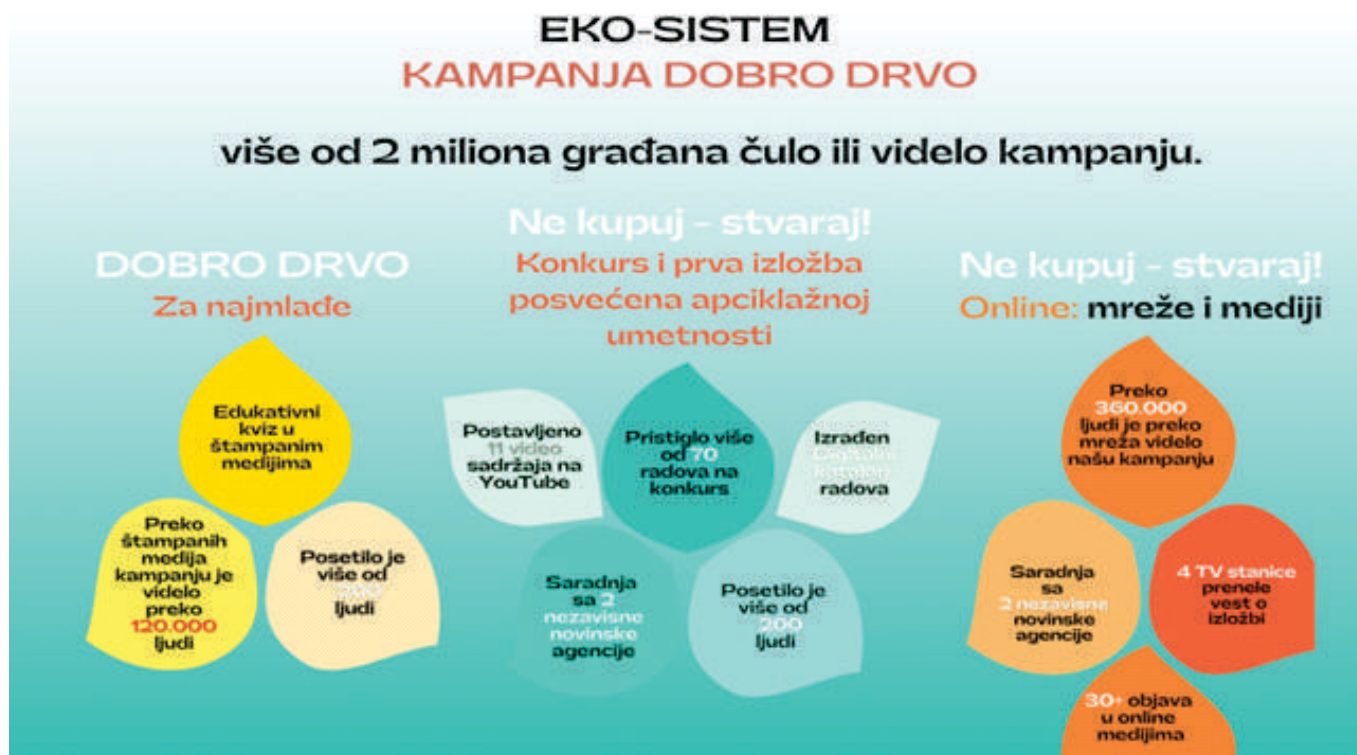 EKO-SISTEM
KAMPANJA DOBRO DRVO
više od 2 miliona građana čulo ili videlo kampanju.
DOBRO DRVO
Za najmlađe
Edukativni
kviz u
štampanim
medijima
Preko
štampanih
medija
kampanju je
videlo
preko
120.000
ljudi
Posetilo je
više od
ljudi
Ne kupuj - stvaraj!
Konkurs i prva izložba
posvećena apciklažnoj
umetnosti
Postavljeno
11 video
sadržaja na
YouTube
Pristiglo više
od 70
radova na
konkurs
Izrađen
Digitalni
katalog
radova
Saradnja
sa 2
nezavisne
novinske
agencije
Posetilo je
više od
200
ljudi
Ne kupuj - stvaraj!
Online: mreže i mediji
Preko
360.000
ljudi je preko
mreža videlo
našu kampanju
Saradnja
sa
2 nezavisne
novinske
agencije
4 TV stanice
prenele
vest o
izložbi
30+ objava
u online
medijima